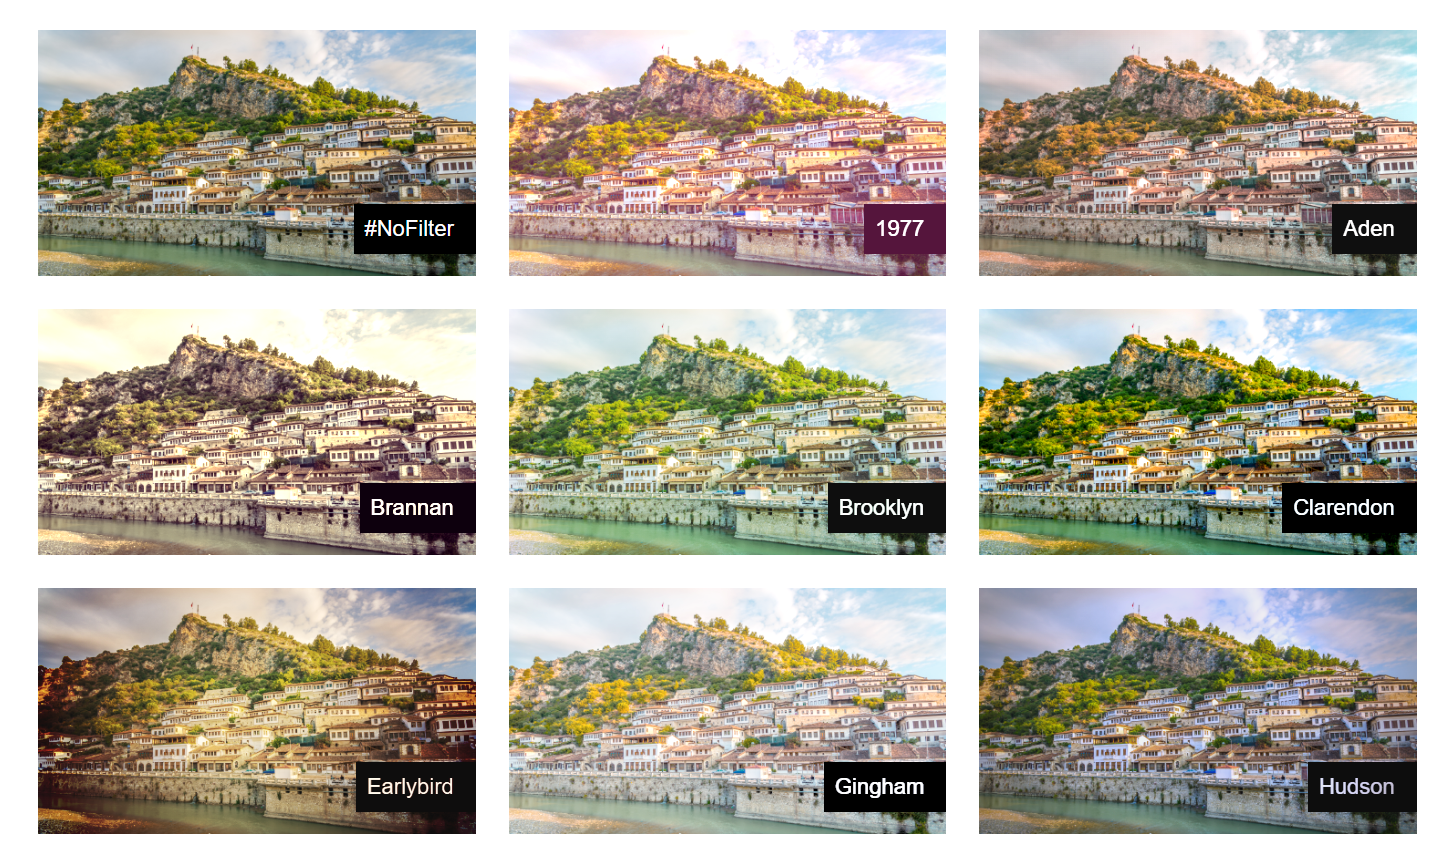 #NoFilter
1977
Aden
Brannan
Brooklyn
Clarendon
Earlybird
Gingham
Hudson